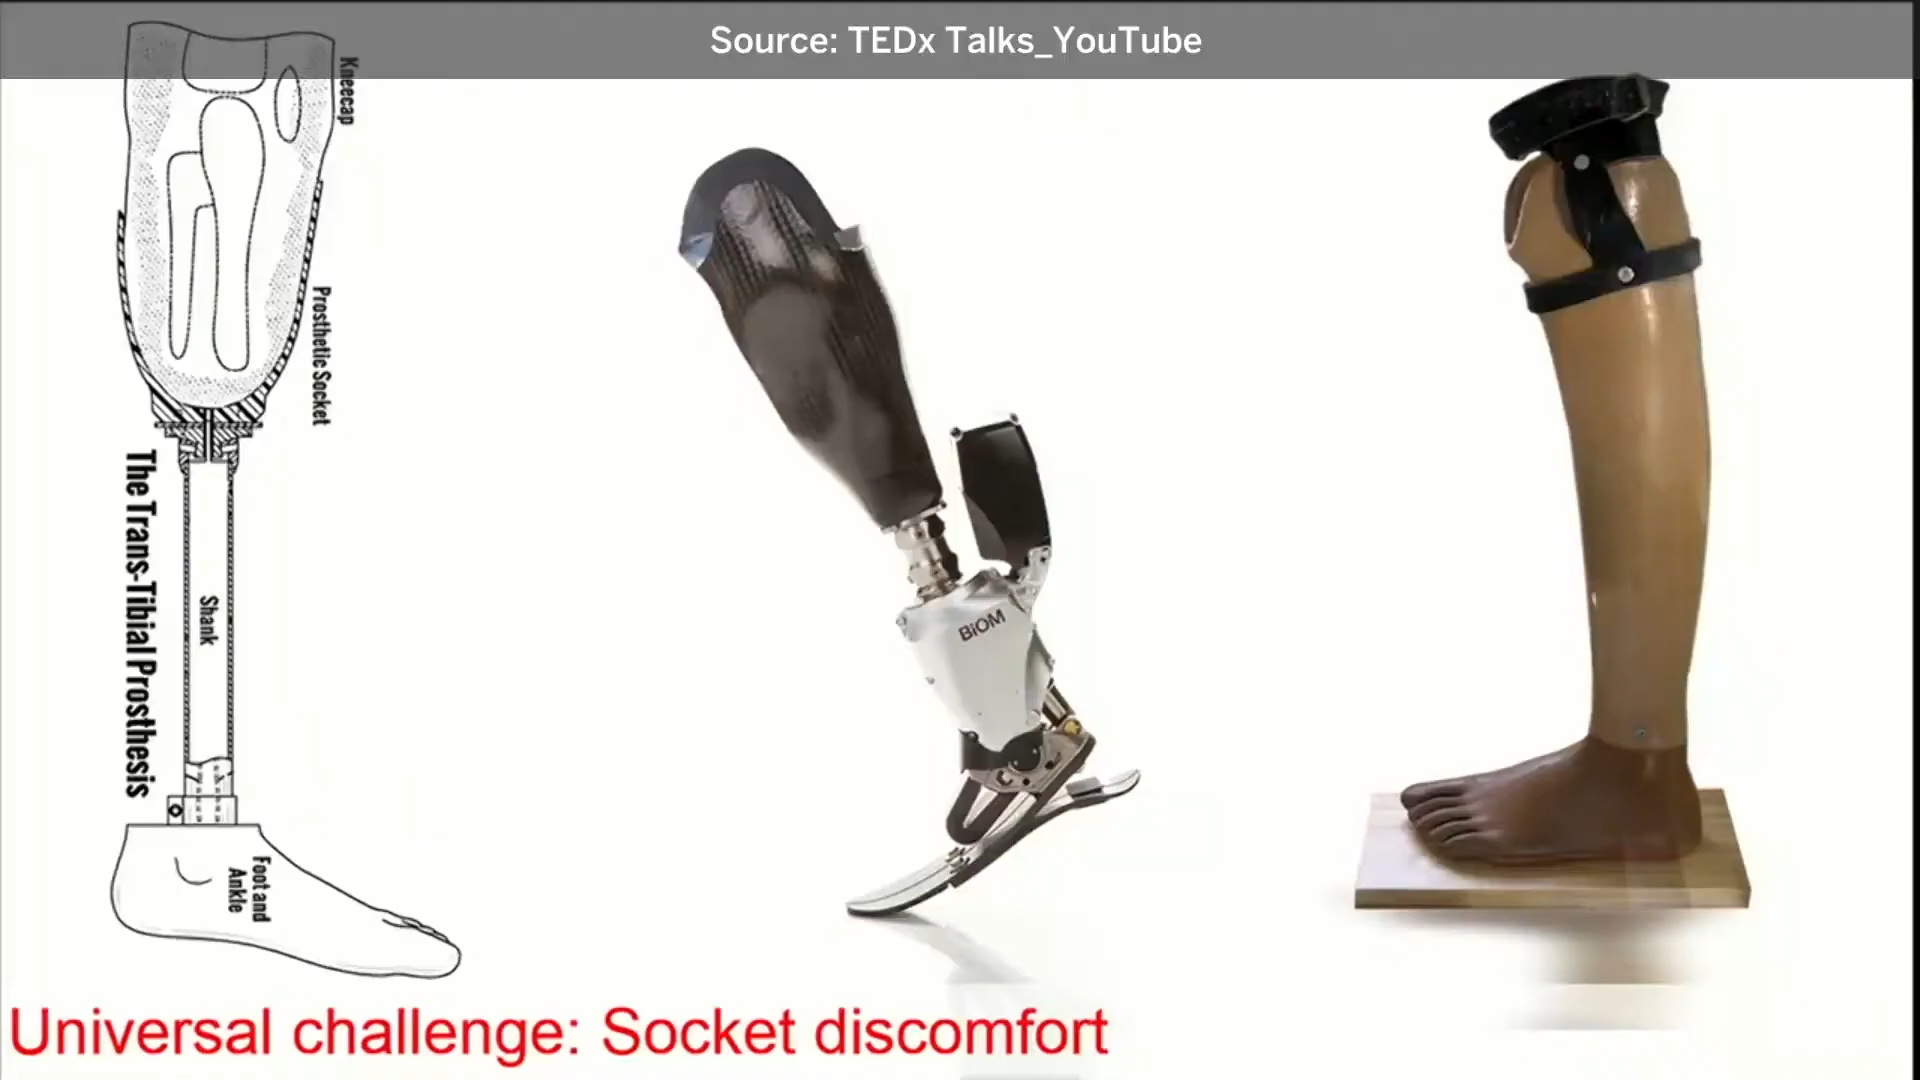 Source: TEDx Talks_YouTube
Kneecap
Prosthetic Socket
The Trans-Tibial Prosthesis
Shank
Foot and
Ankle
BiOM
Universal challenge: Socket discomfort